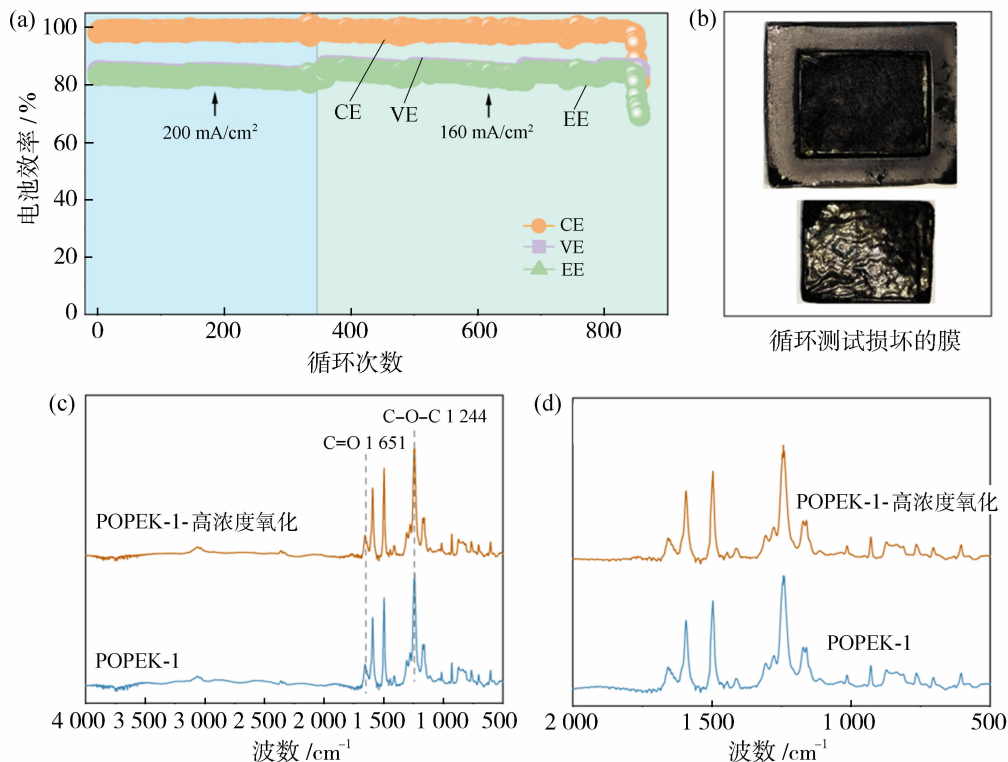 (a)
100
80
60
40
20
0
电池效率 / %
200 mA/cm²
CE
VE
160 mA/cm²
EE
CE
VE
EE
0
200
400
600
800
循环次数
(b)
循环测试损坏的膜
(c)
C-O-C 1 244
C=O 1 651
POPEK-1-高浓度氧化
POPEK-1
4 000
3 500
3 000
2 500
2 000
1 500
1 000
500
波数 /cm⁻¹
(d)
POPEK-1-高浓度氧化
POPEK-1
2 000
1 500
1 000
500
波数 /cm⁻¹